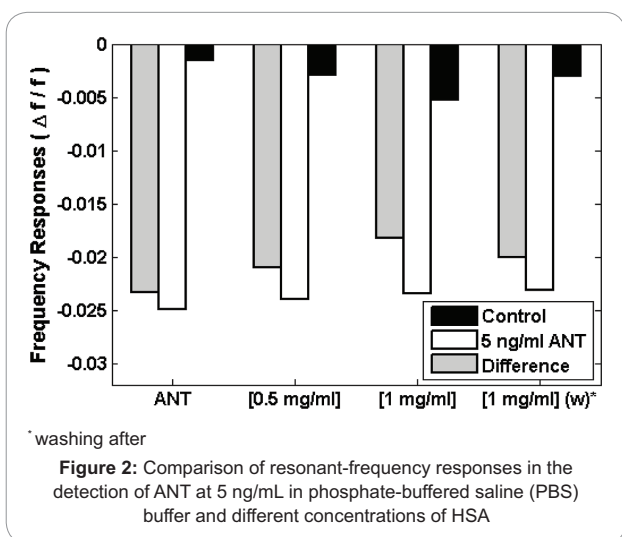 0
-0.005
-0.01
-0.015
-0.02
-0.025
-0.03
Frequency Responses ( Δ f / f )
Control
5 ng/ml ANT
Difference
ANT [0.5 mg/ml] [1 mg/ml] [1 mg/ml] (w)*
*washing after
Figure 2: Comparison of resonant-frequency responses in the
detection of ANT at 5 ng/mL in phosphate-buffered saline (PBS)
buffer and different concentrations of HSA